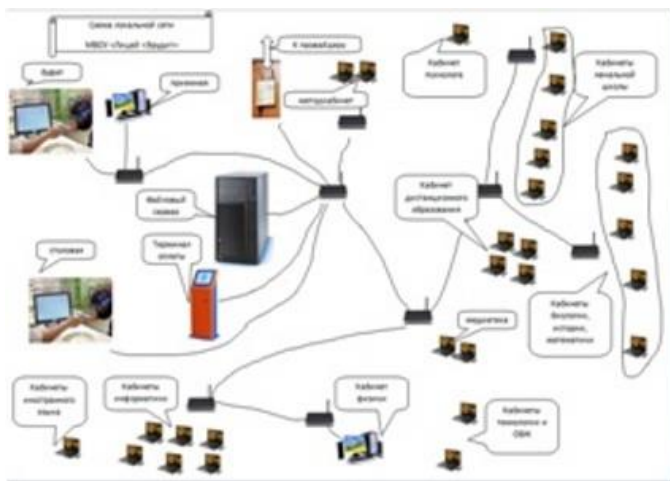 Схема локальной сети
МБОУ «Лицей «Эрудит»
Буфет
приемная
К провайдеру
методкабинет
Кабинет
психолога
Кабинеты
начальной
школы
Файловый
сервер
Кабинет
дистанционного
образования
Терминал
оплаты
столовая
медиатека
Кабинеты
биологии,
истории,
математики
Кабинеты
иностранного
языка
Кабинеты
информатики
Кабинет
физики
Кабинеты
технологии и
ОБЖ